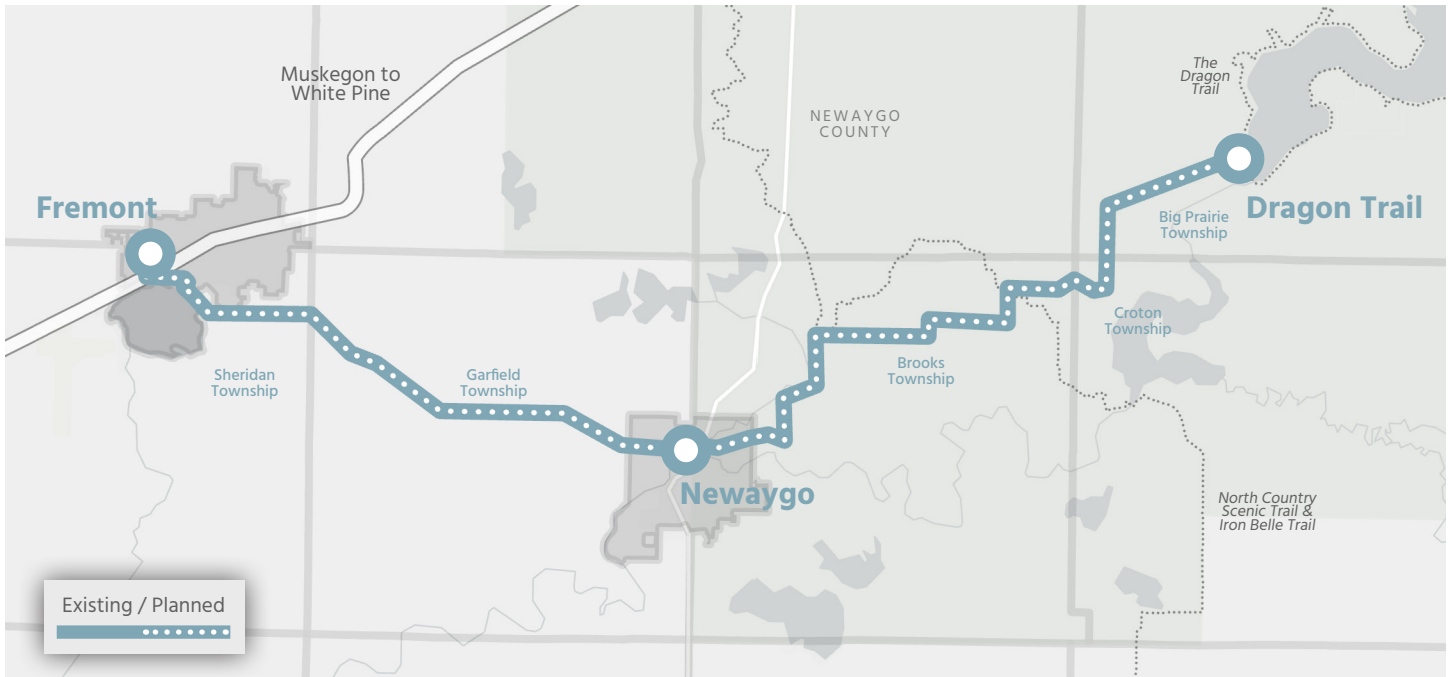 Muskegon to
White Pine
The
Dragon
Trail
NEWAYGO
COUNTY
Fremont
Dragon Trail
Big Prairie
Township
Croton
Township
Sheridan
Township
Garfield
Township
Brooks
Township
Newaygo
North Country
Scenic Trail &
Iron Belle Trail
Existing / Planned